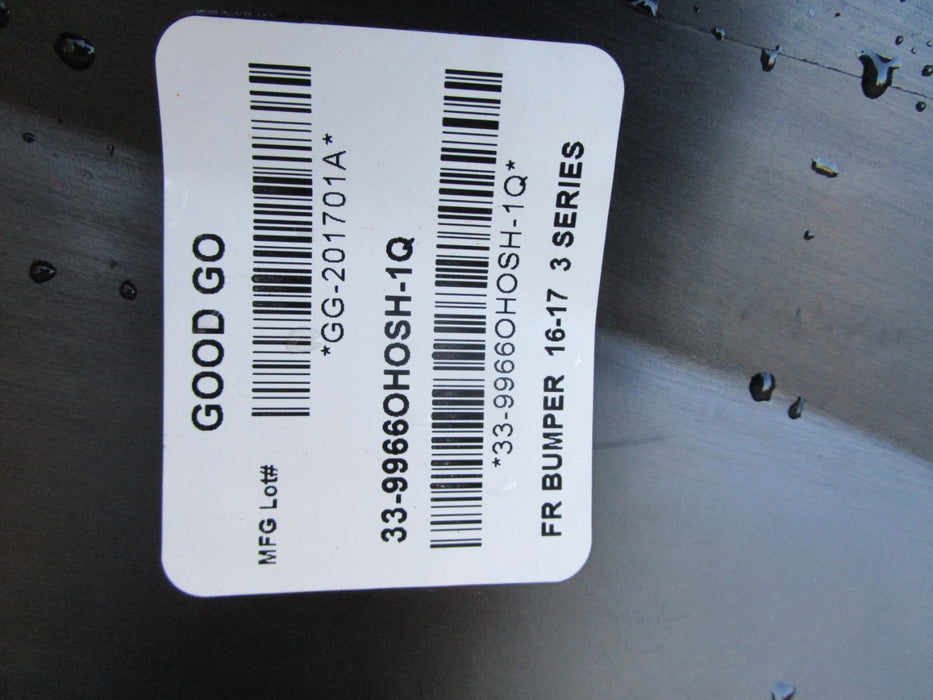 GOOD GO
MFG Lot#
*GG-201701A*
33-9966OHOSH-1Q
*33-9966OHOSH-1Q*
FR BUMPER 16-17 3 SERIES